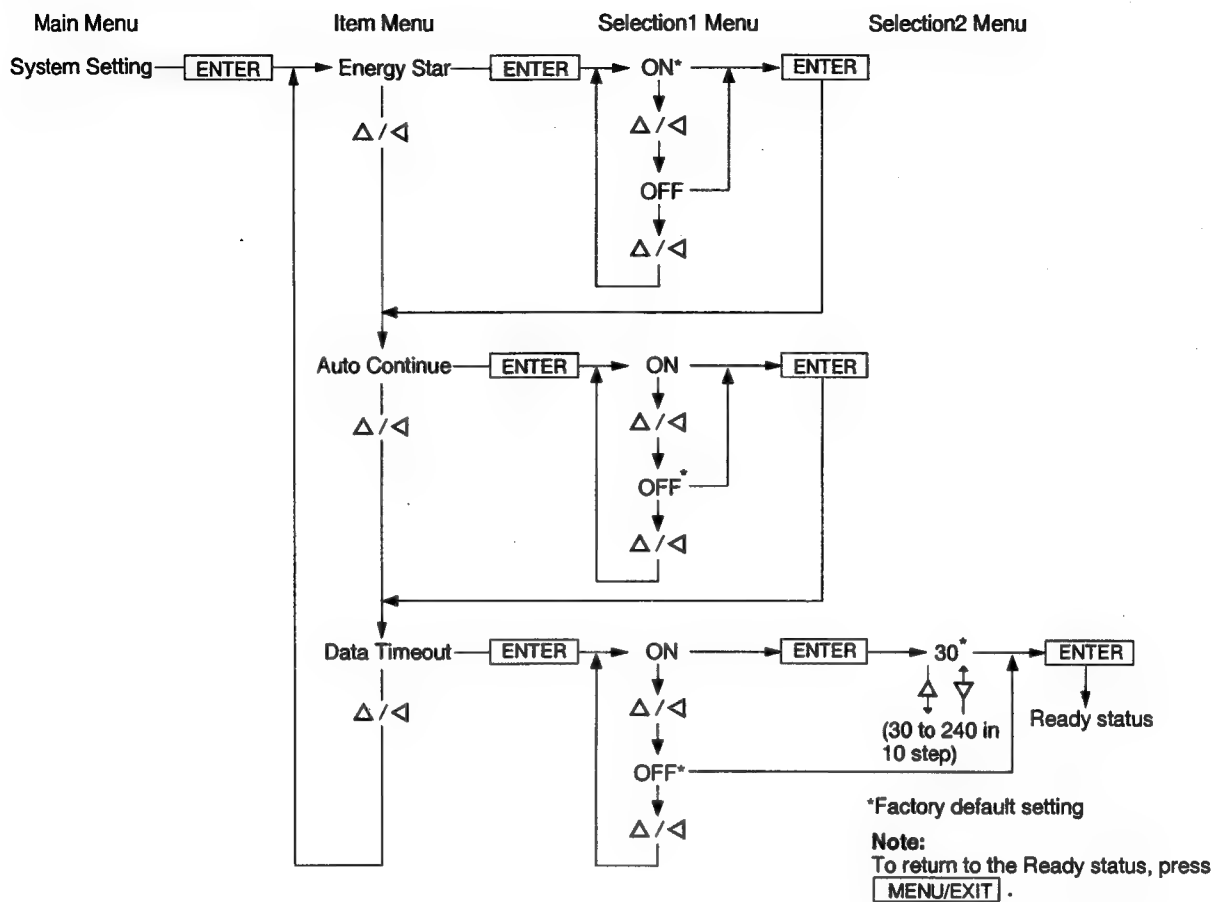 Main Menu Item Menu Selection1 Menu Selection2 Menu
System Setting ENTER Energy Star ENTER ON* ENTER
△ / ◁ △ / ◁
OFF
△ / ◁
Auto Continue ENTER ON ENTER
△ / ◁ △ / ◁
OFF*
△ / ◁
Data Timeout ENTER ON ENTER 30* ENTER
△ / ◁ △ / ◁ △ ▽ Ready status
(30 to 240 in
10 step)
OFF*
△ / ◁
*Factory default setting
Note:
To return to the Ready status, press
MENU/EXIT .